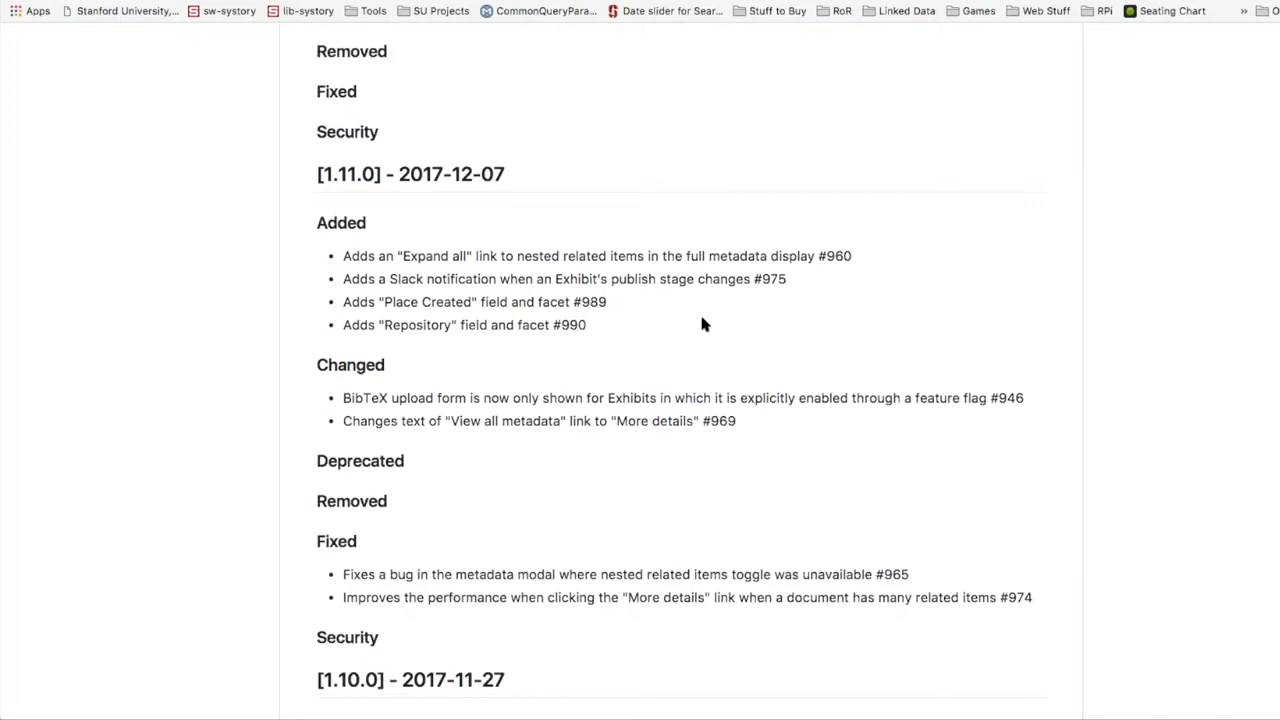 Apps Stanford University,... sw-systory lib-systory Tools SU Projects CommonQueryPara... Date slider for Sear... Stuff to Buy RoR Linked Data Games Web Stuff RPi Seating Chart » O
Removed
Fixed
Security
[1.11.0] - 2017-12-07
Added
• Adds an "Expand all" link to nested related items in the full metadata display #960
• Adds a Slack notification when an Exhibit's publish stage changes #975
• Adds "Place Created" field and facet #989
• Adds "Repository" field and facet #990
Changed
• BibTeX upload form is now only shown for Exhibits in which it is explicitly enabled through a feature flag #946
• Changes text of "View all metadata" link to "More details" #969
Deprecated
Removed
Fixed
• Fixes a bug in the metadata modal where nested related items toggle was unavailable #965
• Improves the performance when clicking the "More details" link when a document has many related items #974
Security
[1.10.0] - 2017-11-27